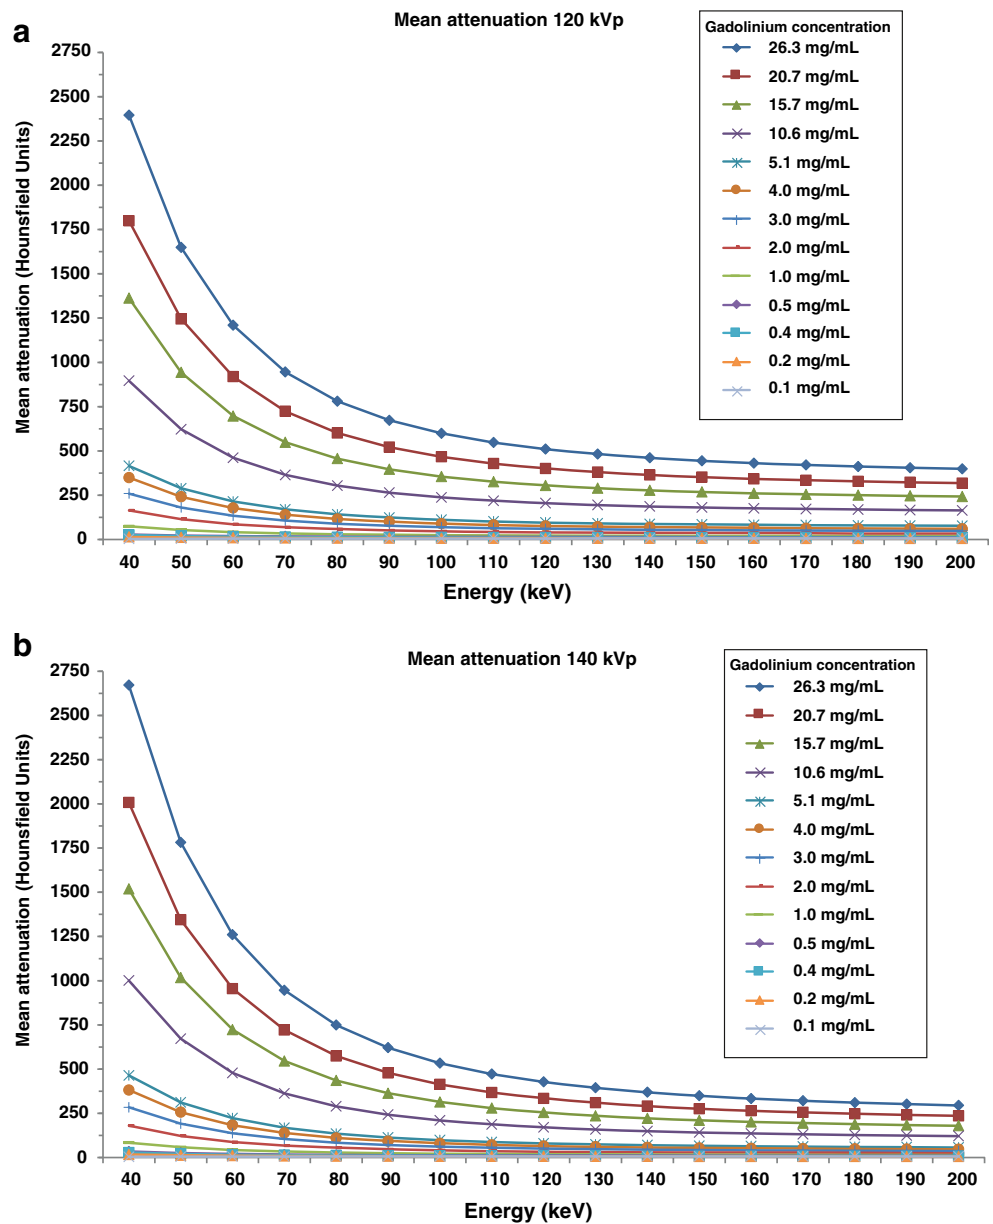 a
Mean attenuation 120 kVp
Gadolinium concentration
26.3 mg/mL
20.7 mg/mL
15.7 mg/mL
10.6 mg/mL
5.1 mg/mL
4.0 mg/mL
3.0 mg/mL
2.0 mg/mL
1.0 mg/mL
0.5 mg/mL
0.4 mg/mL
0.2 mg/mL
0.1 mg/mL
Mean attenuation (Hounsfield Units)
2750
2500
2250
2000
1750
1500
1250
1000
750
500
250
0
40 50 60 70 80 90 100 110 120 130 140 150 160 170 180 190 200
Energy (keV)
b
Mean attenuation 140 kVp
Gadolinium concentration
26.3 mg/mL
20.7 mg/mL
15.7 mg/mL
10.6 mg/mL
5.1 mg/mL
4.0 mg/mL
3.0 mg/mL
2.0 mg/mL
1.0 mg/mL
0.5 mg/mL
0.4 mg/mL
0.2 mg/mL
0.1 mg/mL
Mean attenuation (Hounsfield Units)
2750
2500
2250
2000
1750
1500
1250
1000
750
500
250
0
40 50 60 70 80 90 100 110 120 130 140 150 160 170 180 190 200
Energy (keV)